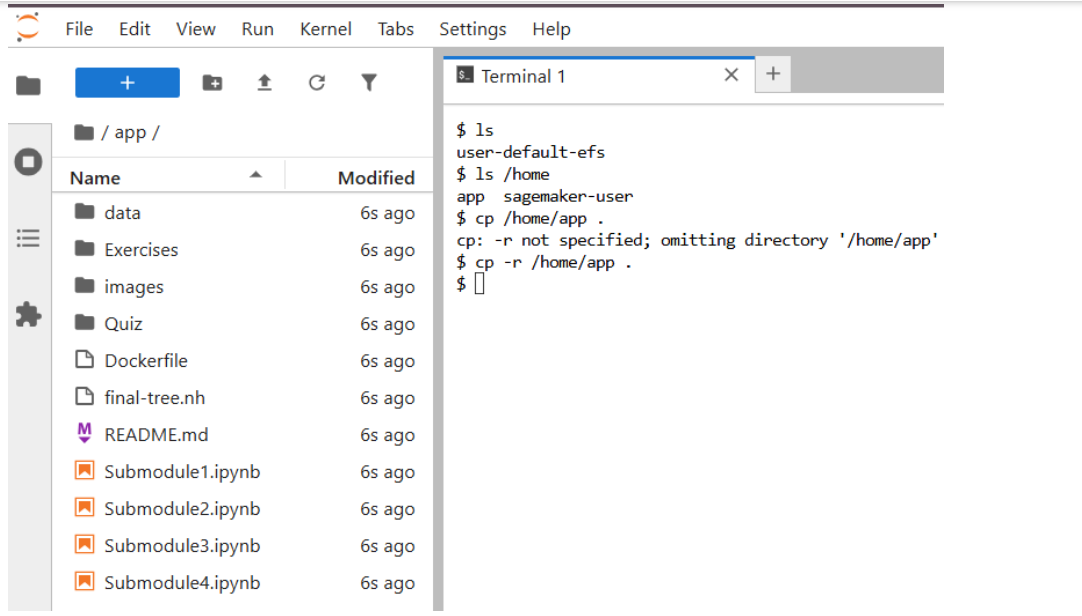 File Edit View Run Kernel Tabs Settings Help
+
/ app /
Name Modified
data 6s ago
Exercises 6s ago
images 6s ago
Quiz 6s ago
Dockerfile 6s ago
final-tree.nh 6s ago
README.md 6s ago
Submodule1.ipynb 6s ago
Submodule2.ipynb 6s ago
Submodule3.ipynb 6s ago
Submodule4.ipynb 6s ago
$_ Terminal 1 × +
$ ls
user-default-efs
$ ls /home
app  sagemaker-user
$ cp /home/app .
cp: -r not specified; omitting directory '/home/app'
$ cp -r /home/app .
$